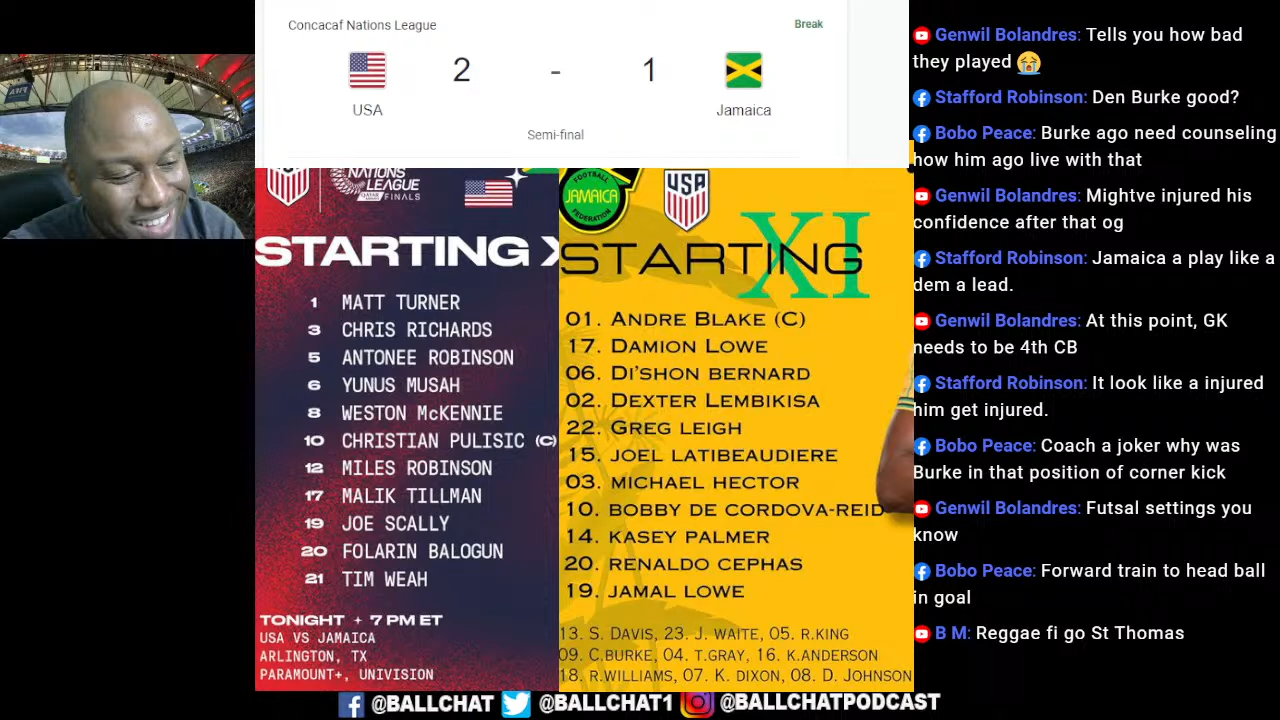 Concacaf Nations League
Break
2 - 1
USA
Jamaica
Semi-final
USA
NATIONS
LEAGUE
FINALS
STARTING X
1 MATT TURNER
3 CHRIS RICHARDS
5 ANTONEE ROBINSON
6 YUNUS MUSAH
8 WESTON McKENNIE
10 CHRISTIAN PULISIC (C)
12 MILES ROBINSON
17 MALIK TILLMAN
19 JOE SCALLY
20 FOLARIN BALOGUN
21 TIM WEAH
TONIGHT + 7 PM ET
USA VS JAMAICA
ARLINGTON, TX
PARAMOUNT+, UNIVISION
FOOTBALL
JAMAICA
FEDERATION
USA
STARTING
XI
01. ANDRE BLAKE (C)
17. DAMION LOWE
06. DI'SHON BERNARD
02. DEXTER LEMBIKISA
22. GREG LEIGH
15. JOEL LATIBEAUDIERE
03. MICHAEL HECTOR
10. BOBBY DE CORDOVA-REID
14. KASEY PALMER
20. RENALDO CEPHAS
19. JAMAL LOWE
13. S. DAVIS, 23. J. WAITE, 05. R.KING
09. C.BURKE, 04. T.GRAY, 16. K.ANDERSON
18. R.WILLIAMS, 07. K. DIXON, 08. D. JOHNSON
Genwil Bolandres: Tells you how bad
they played 😭
Stafford Robinson: Den Burke good?
Bobo Peace: Burke ago need counseling
how him ago live with that
Genwil Bolandres: Mightve injured his
confidence after that og
Stafford Robinson: Jamaica a play like a
dem a lead.
Genwil Bolandres: At this point, GK
needs to be 4th CB
Stafford Robinson: It look like a injured
him get injured.
Bobo Peace: Coach a joker why was
Burke in that position of corner kick
Genwil Bolandres: Futsal settings you
know
Bobo Peace: Forward train to head ball
in goal
B M: Reggae fi go St Thomas
@BALLCHAT @BALLCHAT1 @BALLCHATPODCAST